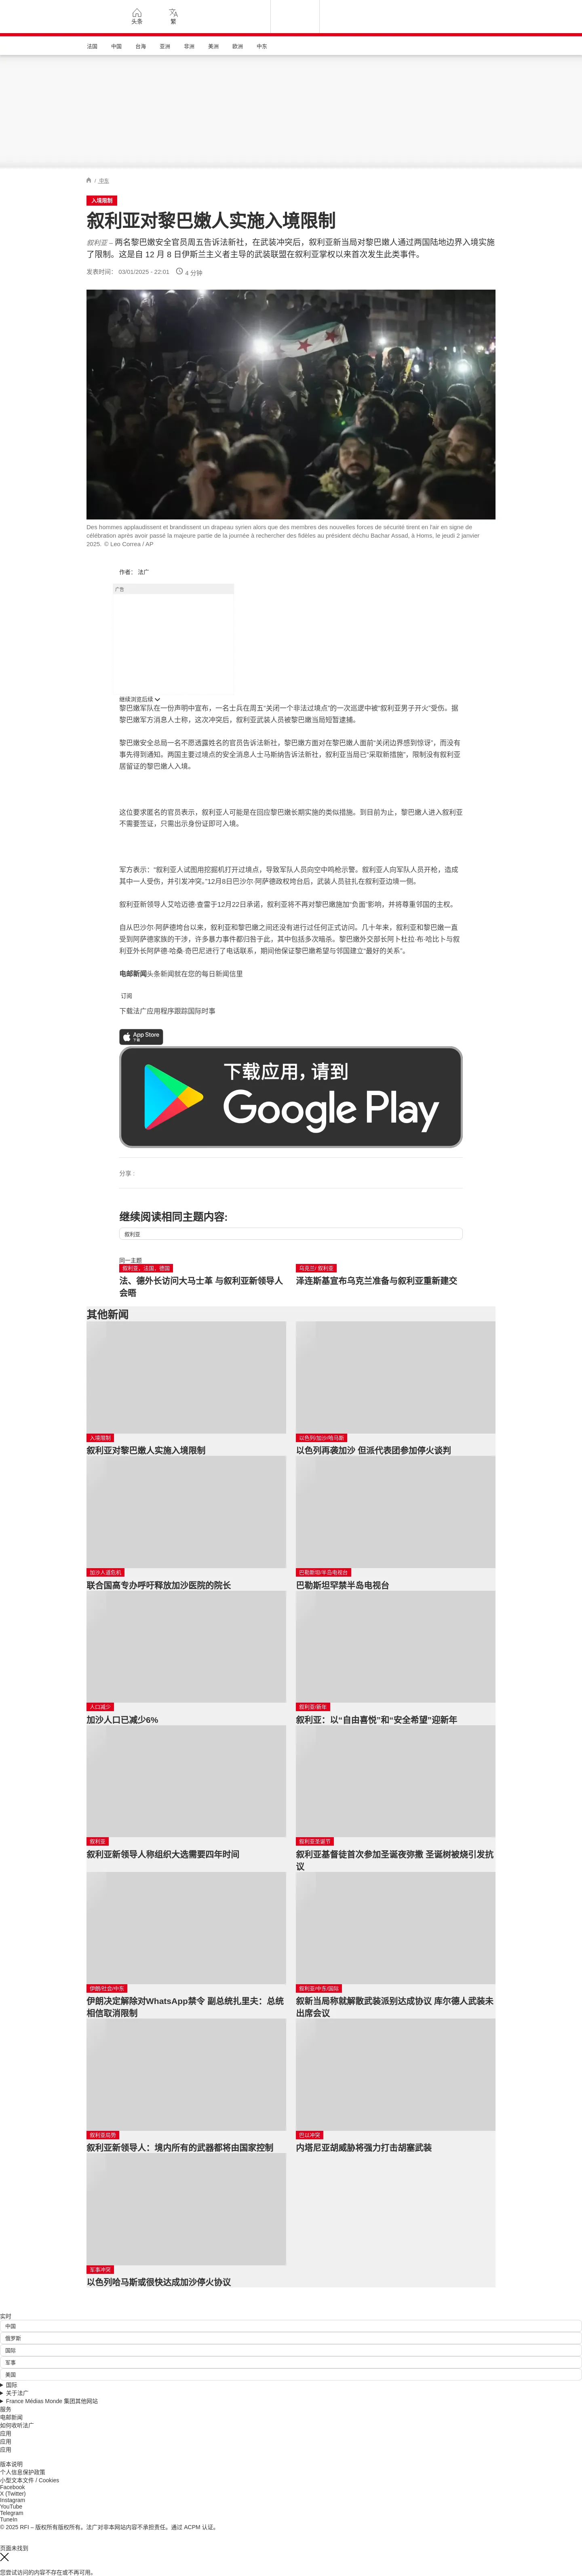 头条
繁
法国
中国
台海
亚洲
非洲
美洲
欧洲
中东
/ 中东
入境限制
叙利亚对黎巴嫩人实施入境限制
叙利亚 – 两名黎巴嫩安全官员周五告诉法新社，在武装冲突后，叙利亚新当局对黎巴嫩人通过两国陆地边界入境实施
了限制。这是自 12 月 8 日伊斯兰主义者主导的武装联盟在叙利亚掌权以来首次发生此类事件。
发表时间： 03/01/2025 - 22:01
4 分钟
Des hommes applaudissent et brandissent un drapeau syrien alors que des membres des nouvelles forces de sécurité tirent en l'air en signe de
célébration après avoir passé la majeure partie de la journée à rechercher des fidèles au président déchu Bachar Assad, à Homs, le jeudi 2 janvier
2025. © Leo Correa / AP
作者： 法广
广告
继续浏览后续
黎巴嫩军队在一份声明中宣布，一名士兵在周五“关闭一个非法过境点”的一次巡逻中被“叙利亚男子开火”受伤。据
黎巴嫩军方消息人士称，这次冲突后，叙利亚武装人员被黎巴嫩当局短暂逮捕。
黎巴嫩安全总局一名不愿透露姓名的官员告诉法新社，黎巴嫩方面对在黎巴嫩人面前“关闭边界感到惊讶”，而没有
事先得到通知。两国主要过境点的安全消息人士马斯纳告诉法新社，叙利亚当局已“采取新措施”，限制没有叙利亚
居留证的黎巴嫩人入境。
这位要求匿名的官员表示，叙利亚人可能是在回应黎巴嫩长期实施的类似措施。到目前为止，黎巴嫩人进入叙利亚
不需要签证，只需出示身份证即可入境。
军方表示：“叙利亚人试图用挖掘机打开过境点，导致军队人员向空中鸣枪示警。叙利亚人向军队人员开枪，造成
其中一人受伤，并引发冲突。”12月8日巴沙尔·阿萨德政权垮台后，武装人员驻扎在叙利亚边境一侧。
叙利亚新领导人艾哈迈德·查雷于12月22日承诺，叙利亚将不再对黎巴嫩施加“负面”影响，并将尊重邻国的主权。
自从巴沙尔·阿萨德垮台以来，叙利亚和黎巴嫩之间还没有进行过任何正式访问。几十年来，叙利亚和黎巴嫩一直
受到阿萨德家族的干涉，许多暴力事件都归咎于此，其中包括多次暗杀。黎巴嫩外交部长阿卜杜拉·布·哈比卜与叙
利亚外长阿萨德·哈桑·奇巴尼进行了电话联系，期间他保证黎巴嫩希望与邻国建立“最好的关系”。
电邮新闻头条新闻就在您的每日新闻信里
订阅
下载法广应用程序跟踪国际时事
App Store
下载
下载应用，请到
Google Play
分享 :
继续阅读相同主题内容:
叙利亚
同一主题
叙利亚，法国、德国
法、德外长访问大马士革 与叙利亚新领导人
会晤
乌克兰/ 叙利亚
泽连斯基宣布乌克兰准备与叙利亚重新建交
其他新闻
入境限制
叙利亚对黎巴嫩人实施入境限制
以色列/加沙/哈马斯
以色列再袭加沙 但派代表团参加停火谈判
加沙人道危机
联合国高专办呼吁释放加沙医院的院长
巴勒斯坦/半岛电视台
巴勒斯坦罕禁半岛电视台
人口减少
加沙人口已减少6%
叙利亚/新年
叙利亚：以“自由喜悦”和“安全希望”迎新年
叙利亚
叙利亚新领导人称组织大选需要四年时间
叙利亚圣诞节
叙利亚基督徒首次参加圣诞夜弥撒 圣诞树被烧引发抗
议
伊朗/社会/中东
伊朗决定解除对WhatsApp禁令 副总统扎里夫：总统
相信取消限制
叙利亚/中东/国际
叙新当局称就解散武装派别达成协议 库尔德人武装未
出席会议
叙利亚局势
叙利亚新领导人：境内所有的武器都将由国家控制
巴以冲突
内塔尼亚胡威胁将强力打击胡塞武装
军事冲突
以色列哈马斯或很快达成加沙停火协议
实时
中国
俄罗斯
国际
军事
美国
国际
关于法广
France Médias Monde 集团其他网站
服务
电邮新闻
如何收听法广
应用
应用
应用
版本说明
个人信息保护政策
小型文本文件 / Cookies
Facebook
X (Twitter)
Instagram
YouTube
Telegram
TuneIn
© 2025 RFI – 版权所有版权所有。法广对非本网站内容不承担责任。通过 ACPM 认证。
页面未找到
您尝试访问的内容不存在或不再可用。